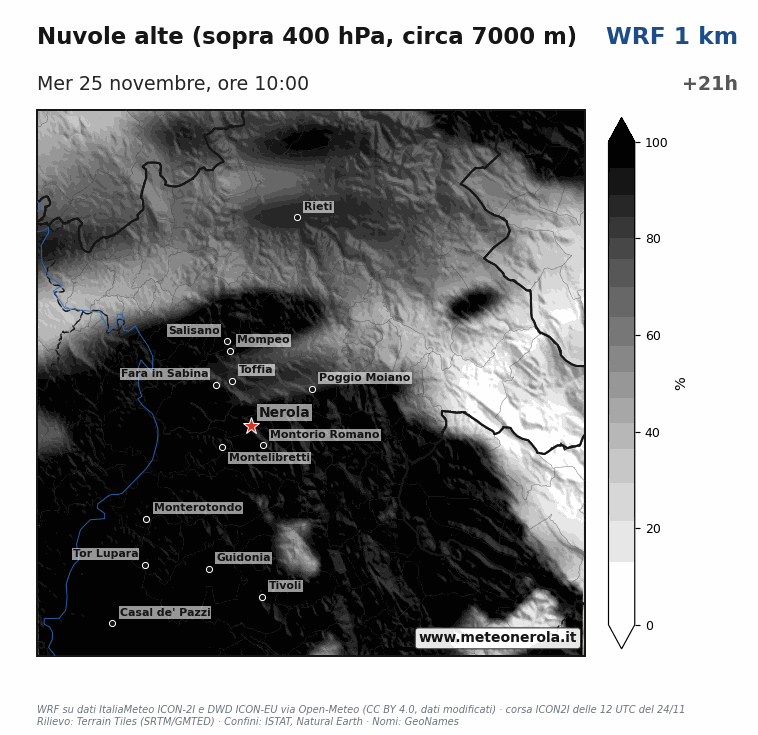 Nuvole alte (sopra 400 hPa, circa 7000 m) WRF 1 km
Mer 25 novembre, ore 10:00 +21h
100
80
60
40
20
0
%
Rieti
Salisano
Mompeo
Fara in Sabina
Toffia
Poggio Moiano
Nerola
Montorio Romano
Montelibretti
Monterotondo
Tor Lupara
Guidonia
Tivoli
Casal de' Pazzi
www.meteonerola.it
WRF su dati ItaliaMeteo ICON-2I e DWD ICON-EU via Open-Meteo (CC BY 4.0, dati modificati) · corsa ICON2I delle 12 UTC del 24/11
Rilievo: Terrain Tiles (SRTM/GMTED) · Confini: ISTAT, Natural Earth · Nomi: GeoNames